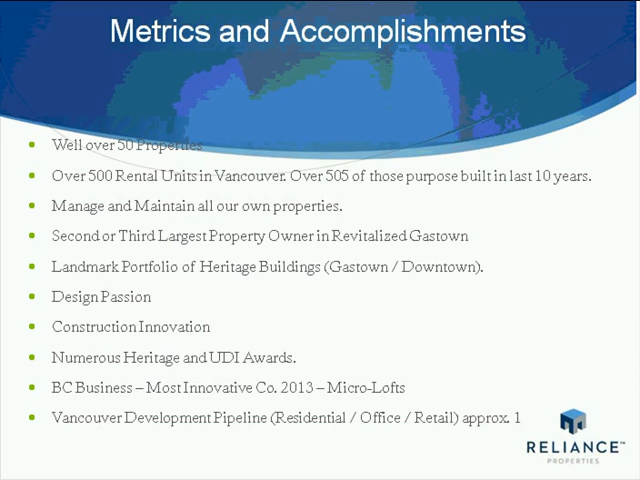 Metrics and Accomplishments
Well over 50 Properties
Over 500 Rental Units in Vancouver. Over 505 of those purpose built in last 10 years.
Manage and Maintain all our own properties.
Second or Third Largest Property Owner in Revitalized Gastown
Landmark Portfolio of Heritage Buildings (Gastown / Downtown).
Design Passion
Construction Innovation
Numerous Heritage and UDI Awards.
BC Business – Most Innovative Co. 2013 – Micro-Lofts
Vancouver Development Pipeline (Residential / Office / Retail) approx. 1
RELIANCE™
PROPERTIES